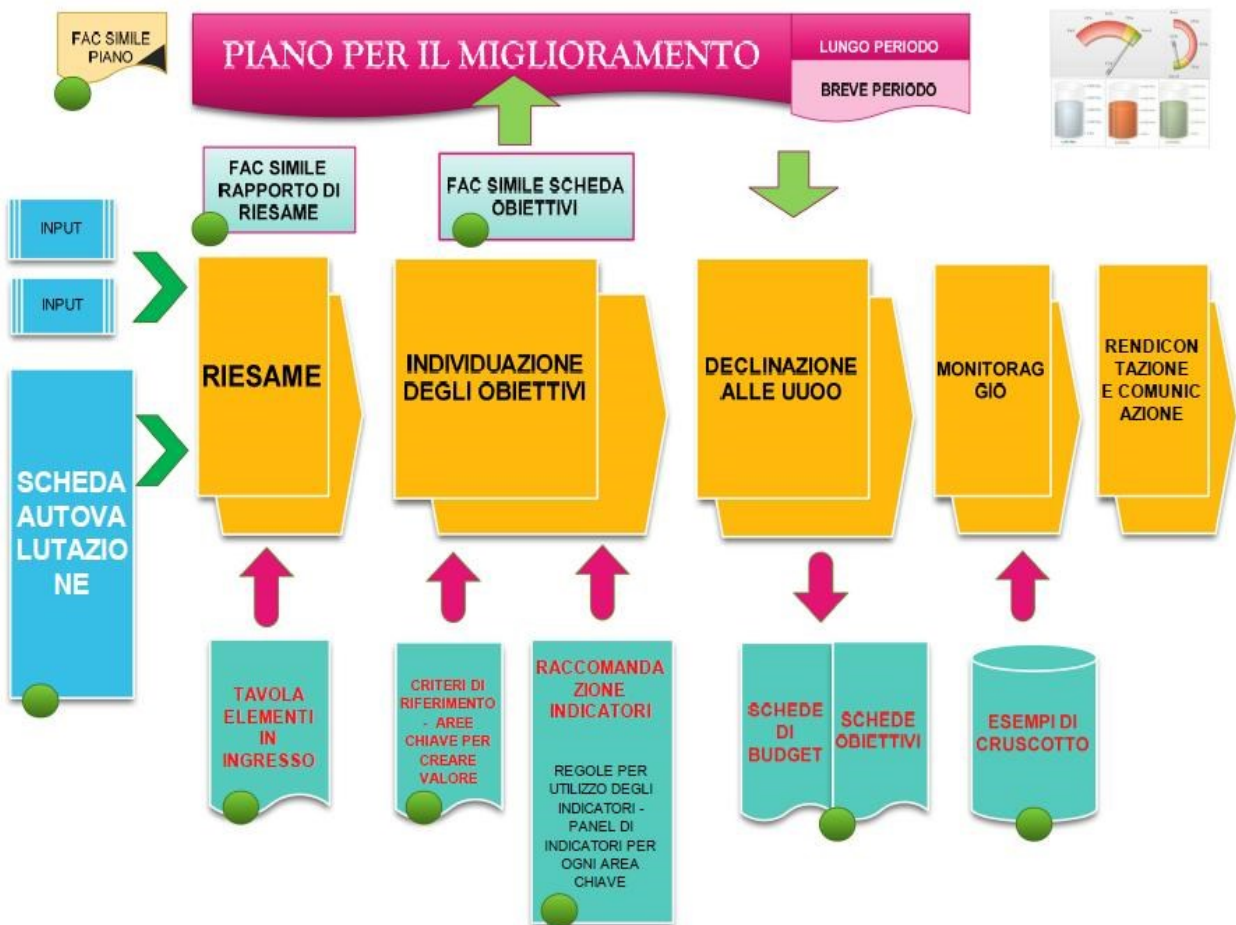 FAC SIMILE
PIANO
PIANO PER IL MIGLIORAMENTO
LUNGO PERIODO
BREVE PERIODO
FAC SIMILE
RAPPORTO DI
RIESAME
FAC SIMILE SCHEDA
OBIETTIVI
INPUT
INPUT
SCHEDA
AUTOVA
LUTAZIO
NE
RIESAME
INDIVIDUAZIONE
DEGLI OBIETTIVI
DECLINAZIONE
ALLE UUOO
MONITORAG
GIO
RENDICON
TAZIONE
E COMUNIC
AZIONE
TAVOLA
ELEMENTI
IN
INGRESSO
CRITERI DI
RIFERIMENTO
- AREE
CHIAVE PER
CREARE
VALORE
RACCOMANDA
ZIONE
INDICATORI
REGOLE PER
UTILIZZO DEGLI
INDICATORI -
PANEL DI
INDICATORI PER
OGNI AREA
CHIAVE
SCHEDE
DI
BUDGET
SCHEDE
OBIETTIVI
ESEMPI DI
CRUSCOTTO